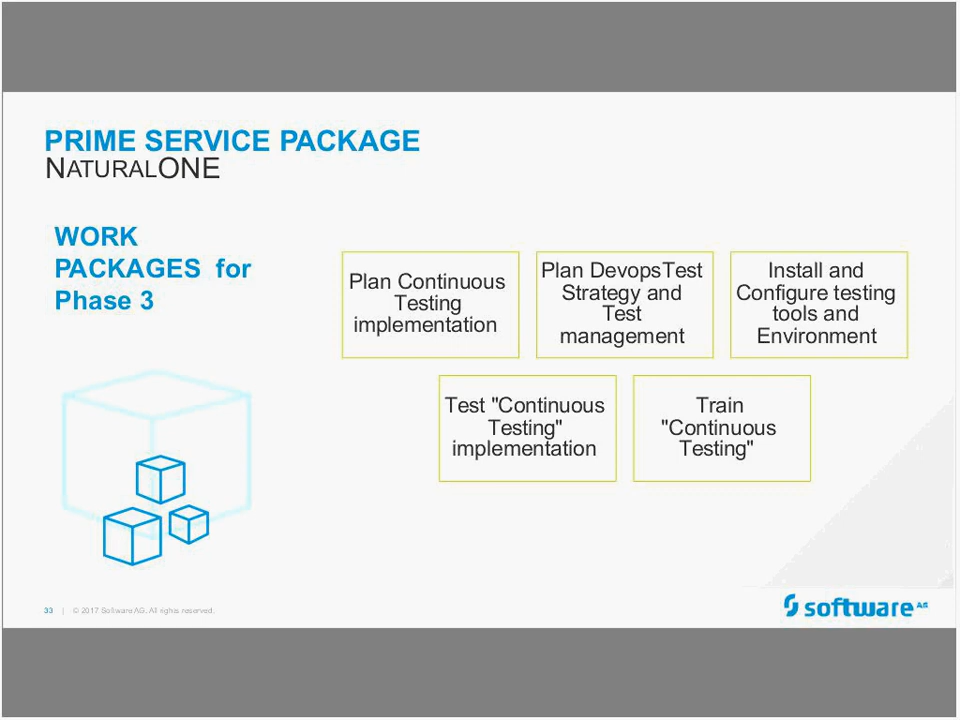 PRIME SERVICE PACKAGE
NATURALONE
WORK
PACKAGES for
Phase 3
Plan Continuous
Testing
implementation
Plan DevopsTest
Strategy and
Test
management
Install and
Configure testing
tools and
Environment
Test "Continuous
Testing"
implementation
Train
"Continuous
Testing"
33 | © 2017 Software AG. All rights reserved.
software AG